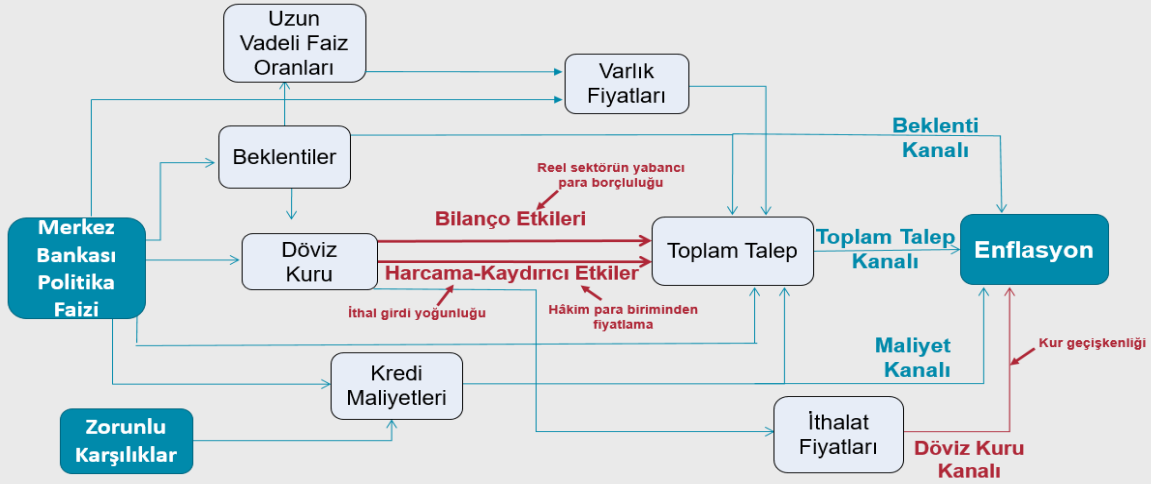 Uzun
Vadeli Faiz
Oranları
Varlık
Fiyatları
Beklenti
Kanalı
Beklentiler
Reel sektörün yabancı
para borçluluğu
Bilanço Etkileri
Merkez
Bankası
Politika
Faizi
Döviz
Kuru
Harcama-Kaydırıcı Etkiler
Toplam Talep
Toplam Talep
Kanalı
Enflasyon
İthal girdi yoğunluğu
Hâkim para biriminden
fiyatlama
Kur geçişkenliği
Maliyet
Kanalı
Kredi
Maliyetleri
Zorunlu
Karşılıklar
İthalat
Fiyatları
Döviz Kuru
Kanalı